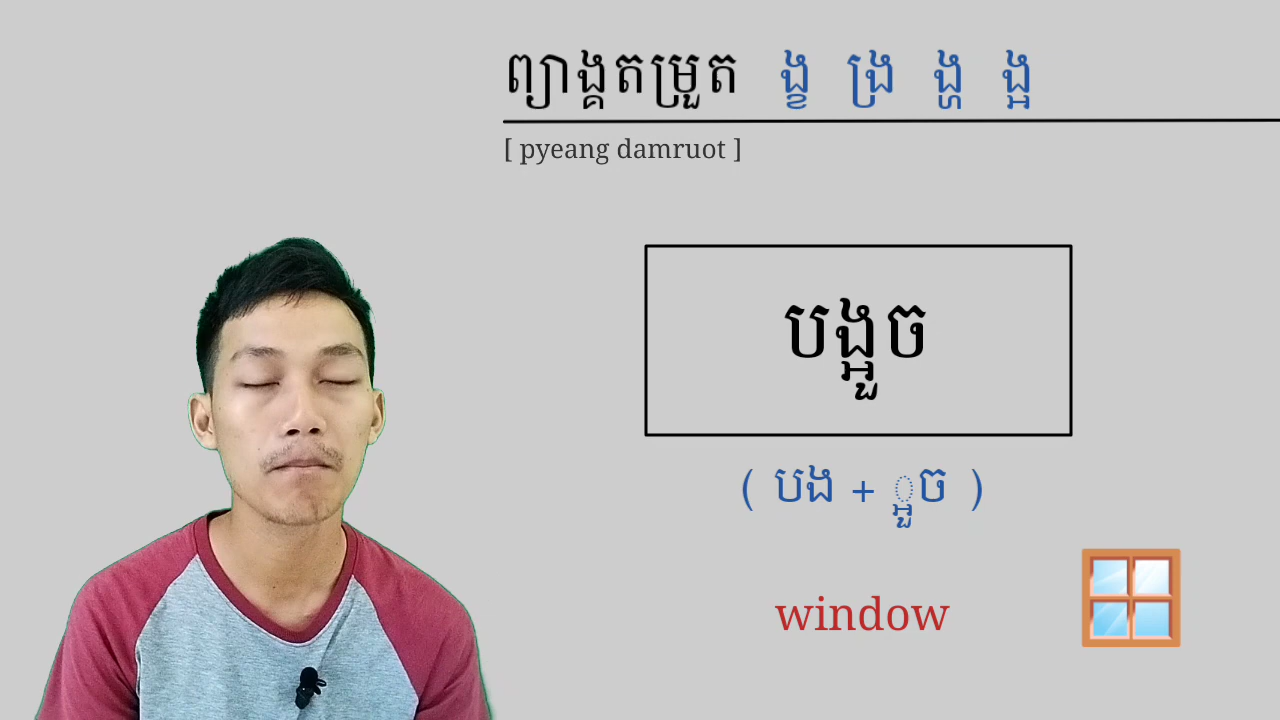 ព្យាង្គតម្រួត ង្ខ ង្រ ង្ហ ង្អ
[ pyeang damruot ]
បង្អួច
( បង + ្អួច )
window